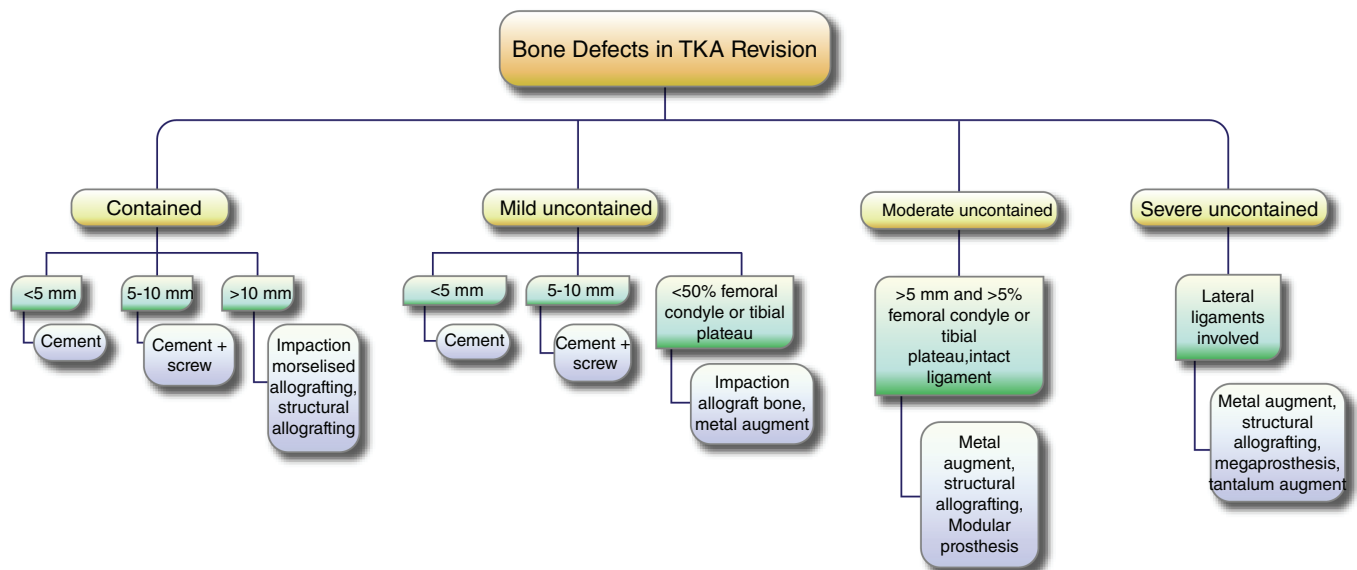 Bone Defects in TKA Revision
Contained
<5 mm
Cement
5-10 mm
Cement +
screw
>10 mm
Impaction
morselised
allografting,
structural
allografting
Mild uncontained
<5 mm
Cement
5-10 mm
Cement +
screw
<50% femoral
condyle or tibial
plateau
Impaction
allograft bone,
metal augment
Moderate uncontained
>5 mm and >5%
femoral condyle or
tibial
plateau,intact
ligament
Metal
augment,
structural
allografting,
Modular
prosthesis
Severe uncontained
Lateral
ligaments
involved
Metal augment,
structural
allografting,
megaprosthesis,
tantalum augment